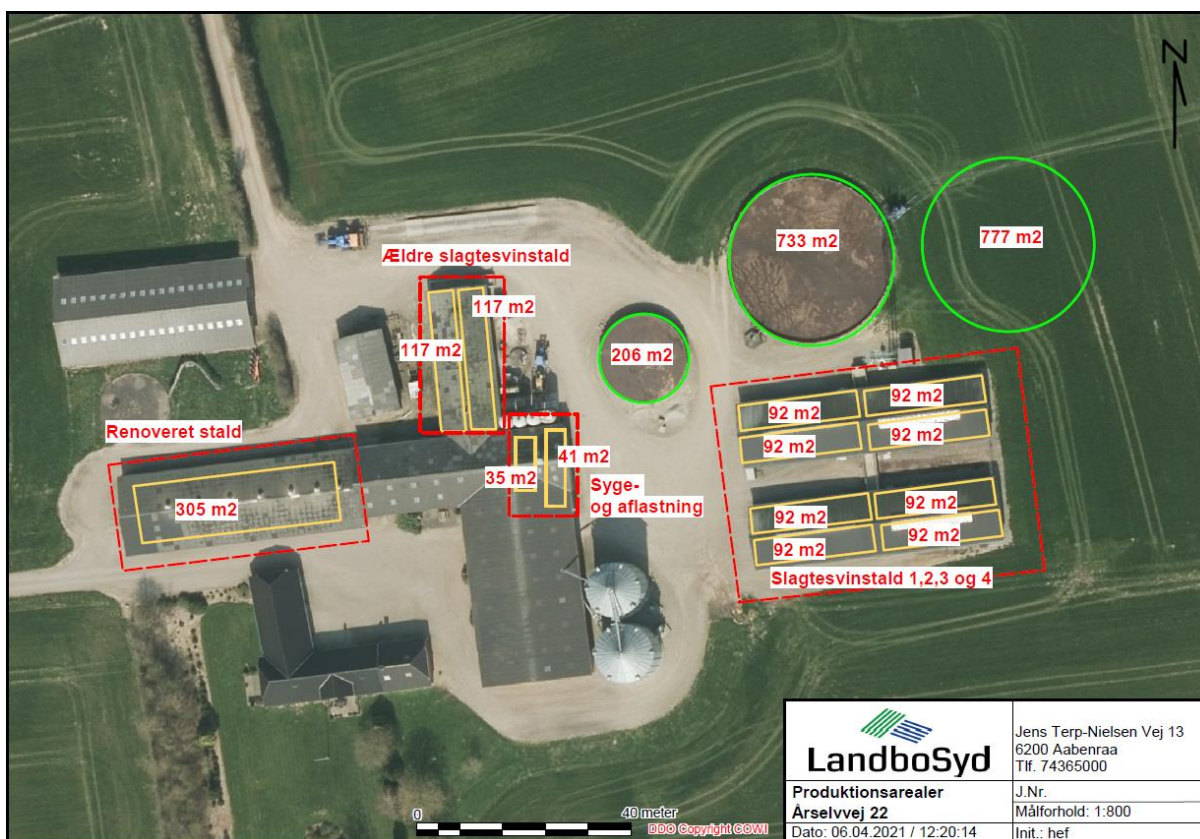 N
733 m2
777 m2
Ældre slagtesvinstald
117 m2
117 m2
206 m2
92 m2
92 m2
92 m2
92 m2
Renoveret stald
41 m2
35 m2
Syge-
og aflastning
305 m2
92 m2
92 m2
92 m2
92 m2
Slagtesvinstald 1,2,3 og 4
LandboSyd
Jens Terp-Nielsen Vej 13
6200 Aabenraa
Tlf. 74365000
Produktionsarealer
Årselvvej 22
J.Nr.
Målforhold: 1:800
Dato: 06.04.2021 / 12:20:14
Init.: hef
0 40 meter
DDO Copyright COWI